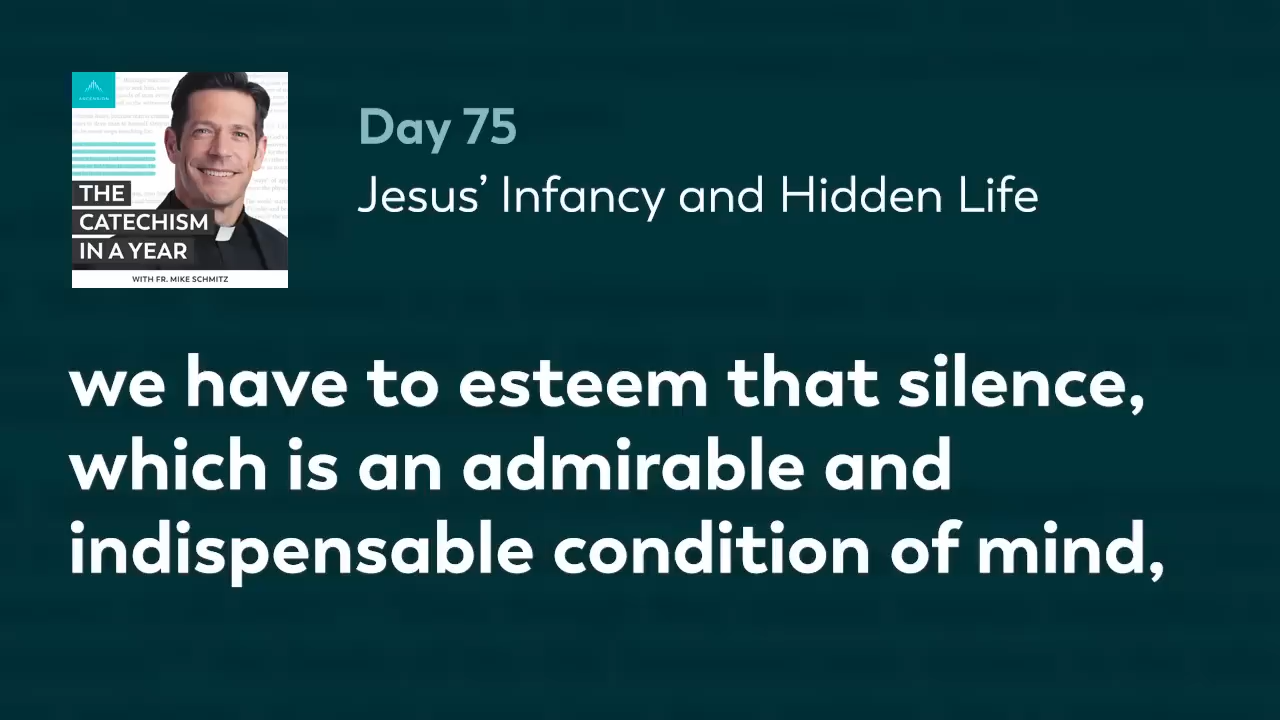 ASCENSION
THE
CATECHISM
IN A YEAR
WITH FR. MIKE SCHMITZ
Day 75
Jesus’ Infancy and Hidden Life
we have to esteem that silence,
which is an admirable and
indispensable condition of mind,